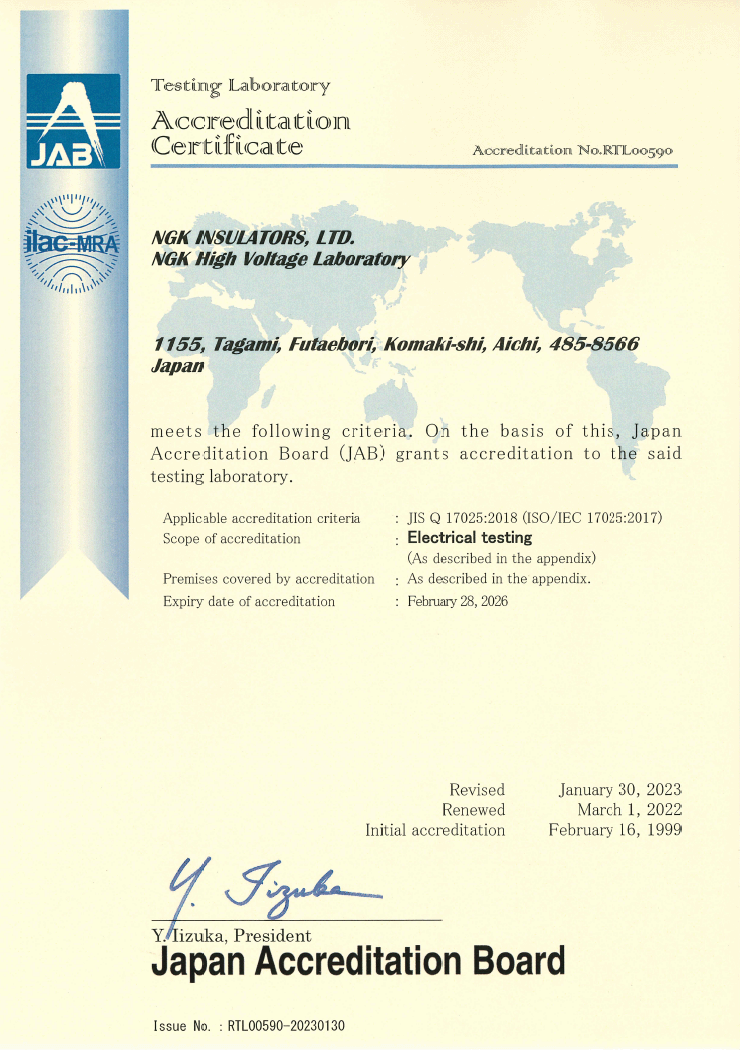 JAB
ilac-MRA
Testing Laboratory
Accreditation
Certificate
Accreditation No.RTL00590
NGK INSULATORS, LTD.
NGK High Voltage Laboratory
1155, Tagami, Futaebori, Komaki-shi, Aichi, 485-8566
Japan
meets the following criteria. On the basis of this, Japan
Accreditation Board (JAB) grants accreditation to the said
testing laboratory.
Applicable accreditation criteria : JIS Q 17025:2018 (ISO/IEC 17025:2017)
Scope of accreditation : Electrical testing
(As described in the appendix)
Premises covered by accreditation : As described in the appendix.
Expiry date of accreditation : February 28, 2026
Revised January 30, 2023
Renewed March 1, 2022
Initial accreditation February 16, 1999
Y. Iizuka
Y. Iizuka, President
Japan Accreditation Board
Issue No. : RTL00590-20230130